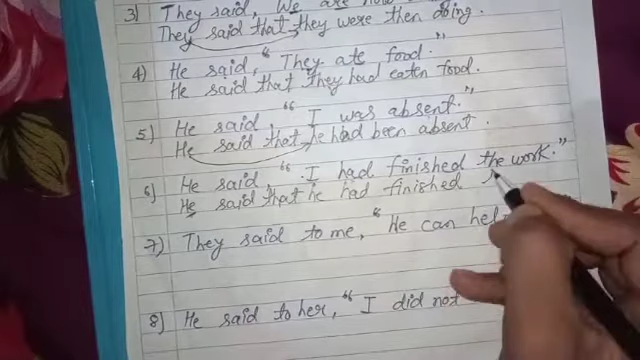 3) They said, "We are now
They said that they were then doing.
4) He said, "They ate food."
He said that they had eaten food.
5) He said, "I was absent."
He said that he had been absent.
6) He said, "I had finished the work."
He said that he had finished
7) They said to me, "He can hel
8) He said to her, "I did not